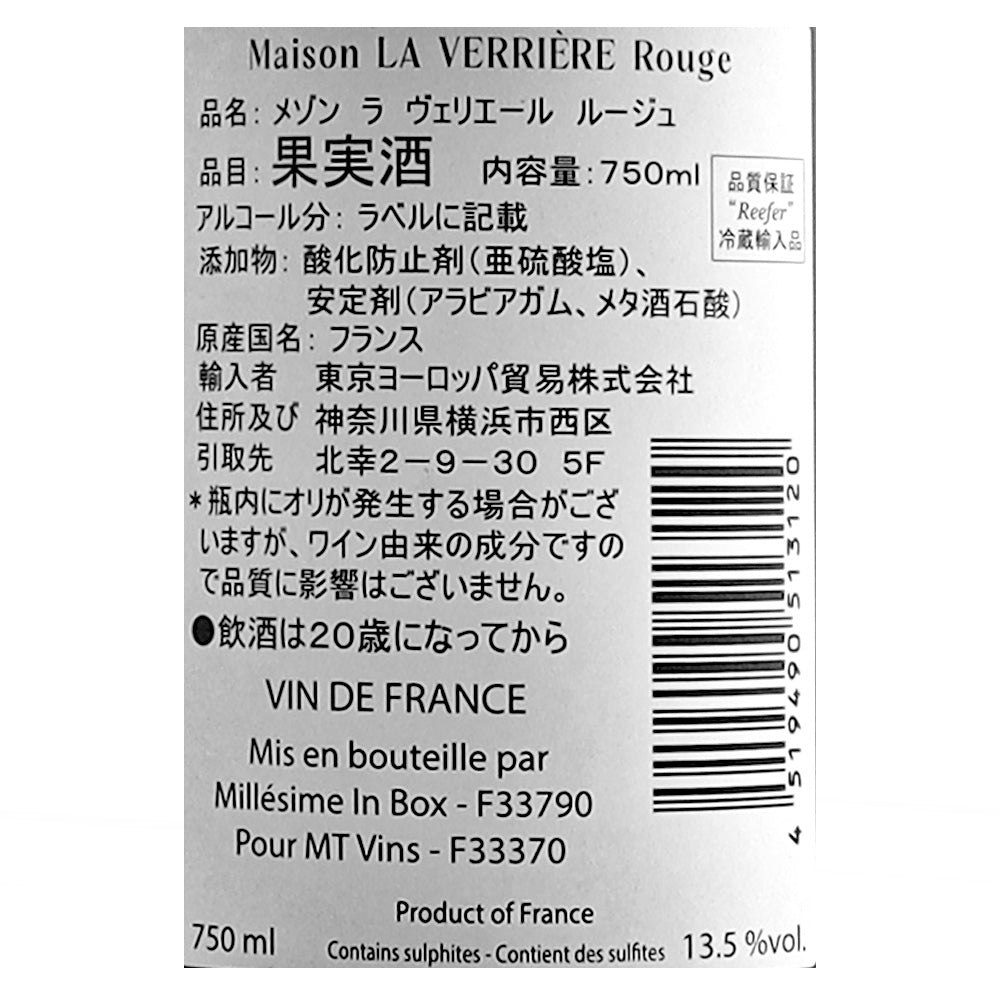 Maison LA VERRIÈRE Rouge
品名: メゾン ラ ヴェリエール ルージュ
品目: 果実酒 内容量: 750ml
品質保証
"Reefer"
冷蔵輸入品
アルコール分: ラベルに記載
添加物: 酸化防止剤(亜硫酸塩)、
安定剤(アラビアガム、メタ酒石酸)
原産国名: フランス
輸入者 東京ヨーロッパ貿易株式会社
住所及び 神奈川県横浜市西区
引取先 北幸2-9-30 5F
*瓶内にオリが発生する場合がござ
いますが、ワイン由来の成分ですの
で品質に影響はございません。
●飲酒は20歳になってから
4 519490 513120
VIN DE FRANCE
Mis en bouteille par
Millésime In Box - F33790
Pour MT Vins - F33370
Product of France
750 ml Contains sulphites - Contient des sulfites 13.5 %vol.